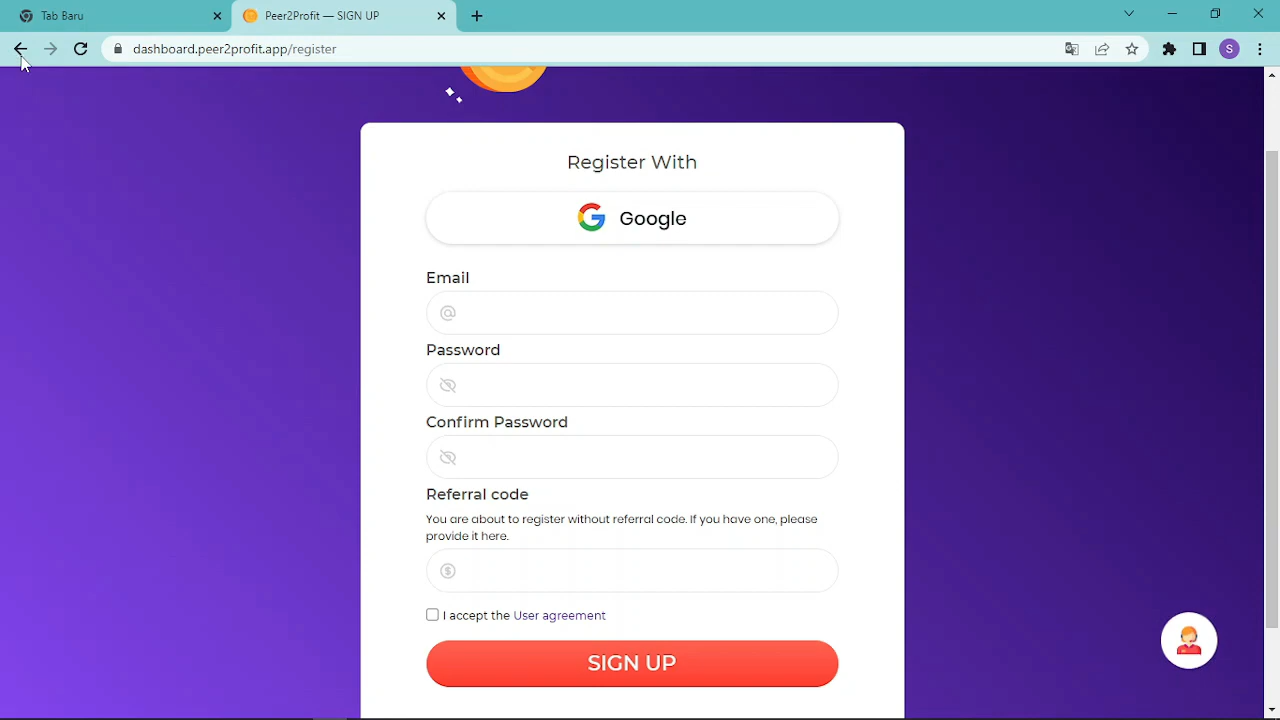 Tab Baru
Peer2Profit — SIGN UP
dashboard.peer2profit.app/register
S
Register With
Google
Email
Password
Confirm Password
Referral code
You are about to register without referral code. If you have one, please
provide it here.
I accept the User agreement
SIGN UP